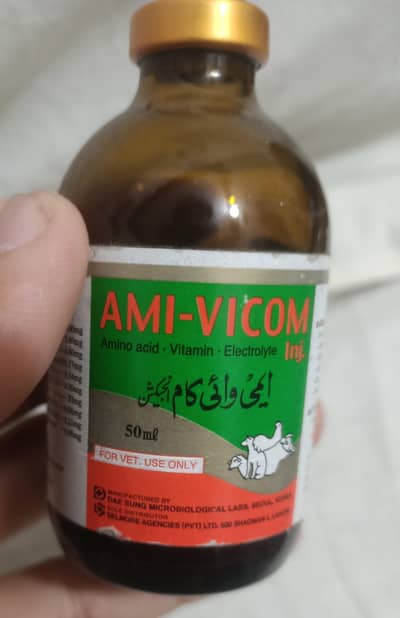 AMI-VICOM
Amino acid · Vitamin · Electrolyte Inj.
ایمی وائی کام انجیکشن
50mℓ
FOR VET. USE ONLY
MANUFACTURED BY
DAE SUNG MICROBIOLOGICAL LABS. SEOUL, KOREA
SOLE DISTRIBUTOR
SELMORE AGENCIES (PVT) LTD. 600 SHADMAN I, LAHORE